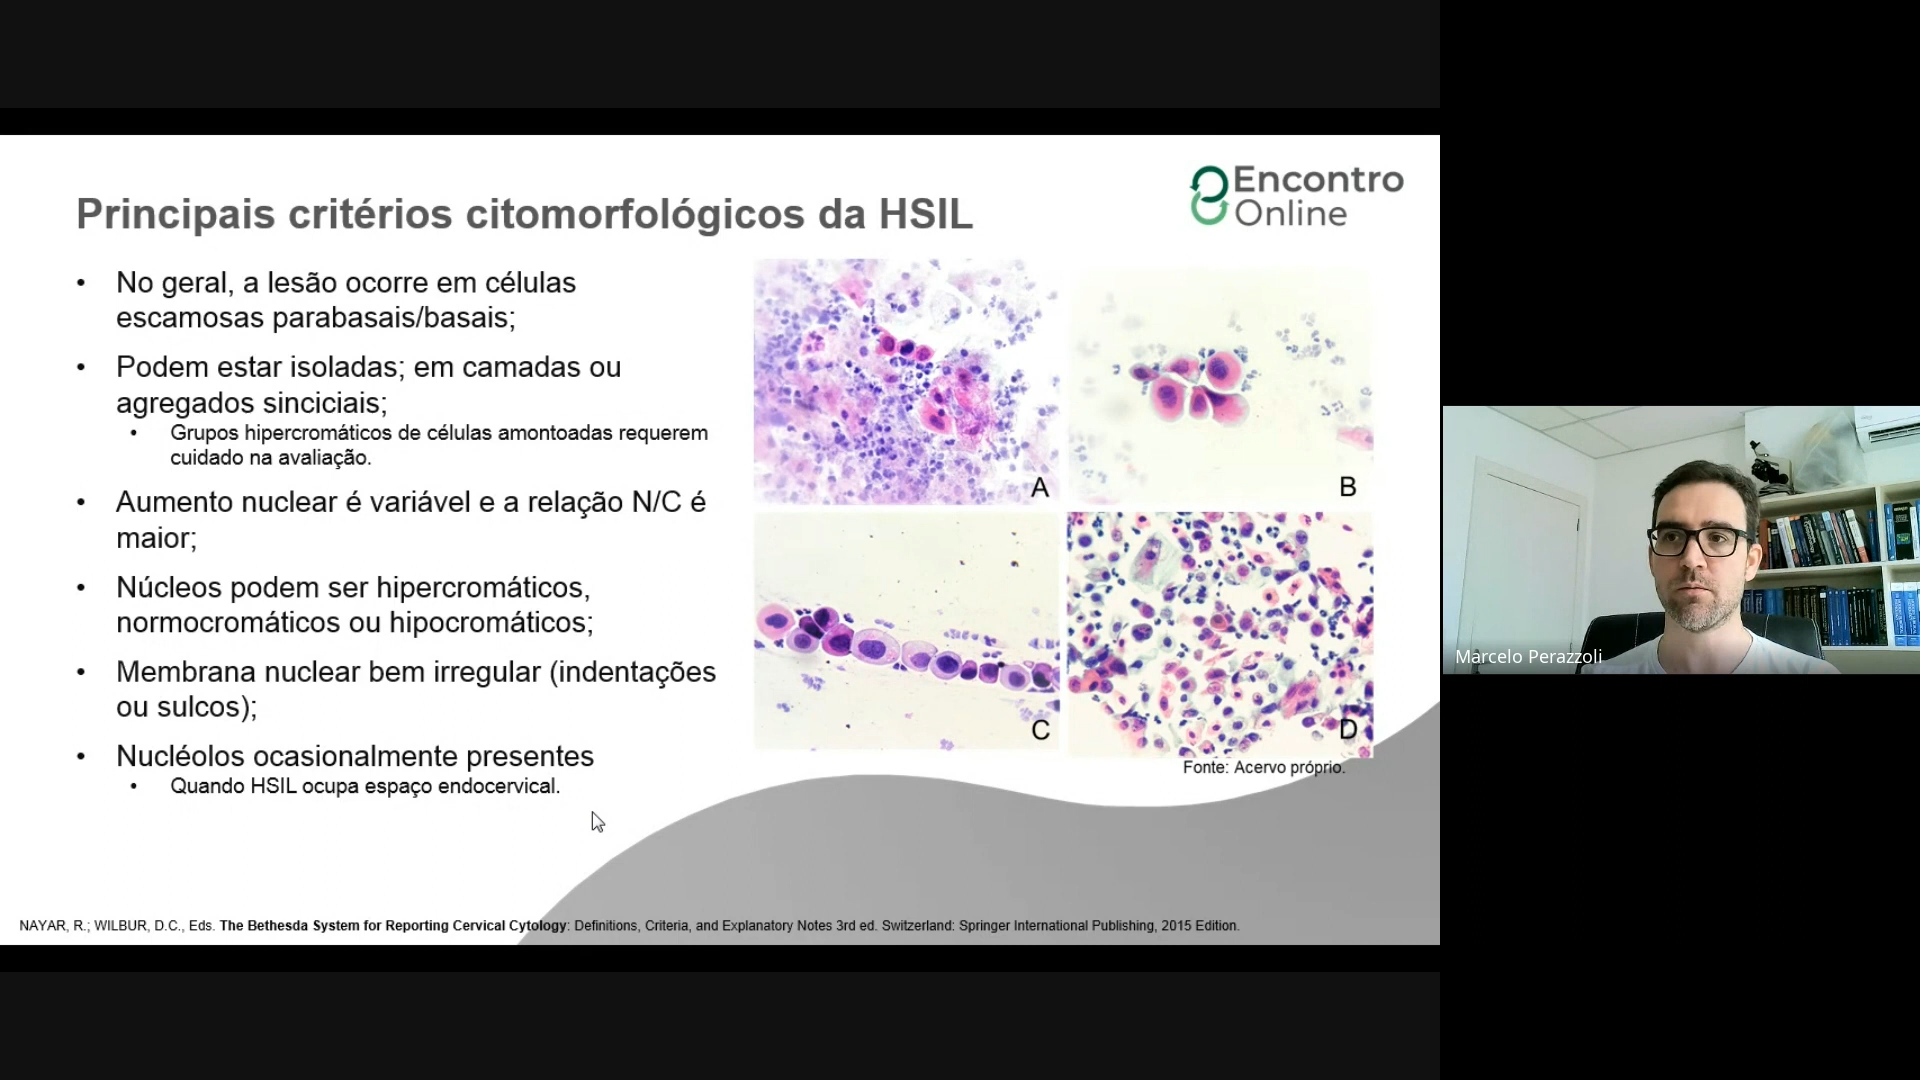 Encontro
Online
Principais critérios citomorfológicos da HSIL
• No geral, a lesão ocorre em células
escamosas parabasais/basais;
• Podem estar isoladas; em camadas ou
agregados sinciciais;
• Grupos hipercromáticos de células amontoadas requerem
cuidado na avaliação.
• Aumento nuclear é variável e a relação N/C é
maior;
• Núcleos podem ser hipercromáticos,
normocromáticos ou hipocromáticos;
• Membrana nuclear bem irregular (indentações
ou sulcos);
• Nucléolos ocasionalmente presentes
• Quando HSIL ocupa espaço endocervical.
A
B
C
D
Fonte: Acervo próprio.
NAYAR, R.; WILBUR, D.C., Eds. The Bethesda System for Reporting Cervical Cytology: Definitions, Criteria, and Explanatory Notes 3rd ed. Switzerland: Springer International Publishing, 2015 Edition.
Marcelo Perazzoli